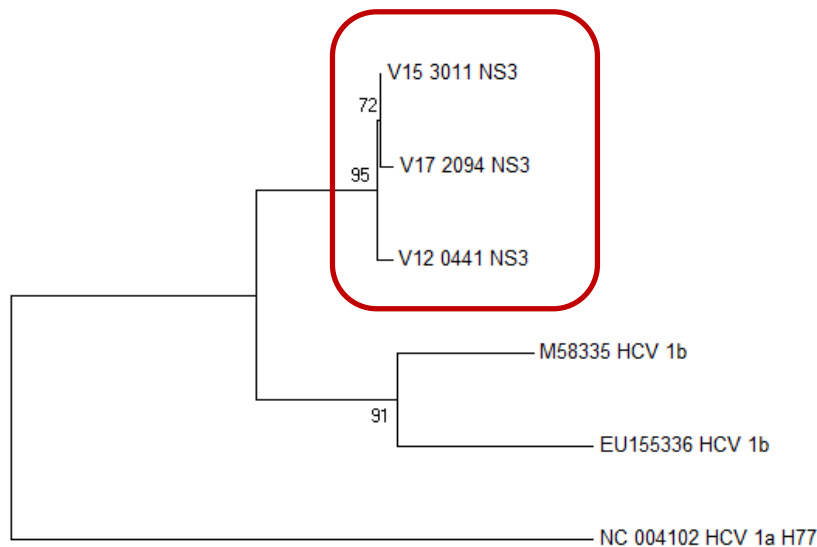 V15 3011 NS3
72
V17 2094 NS3
95
V12 0441 NS3
M58335 HCV 1b
91
EU155336 HCV 1b
NC 004102 HCV 1a H77